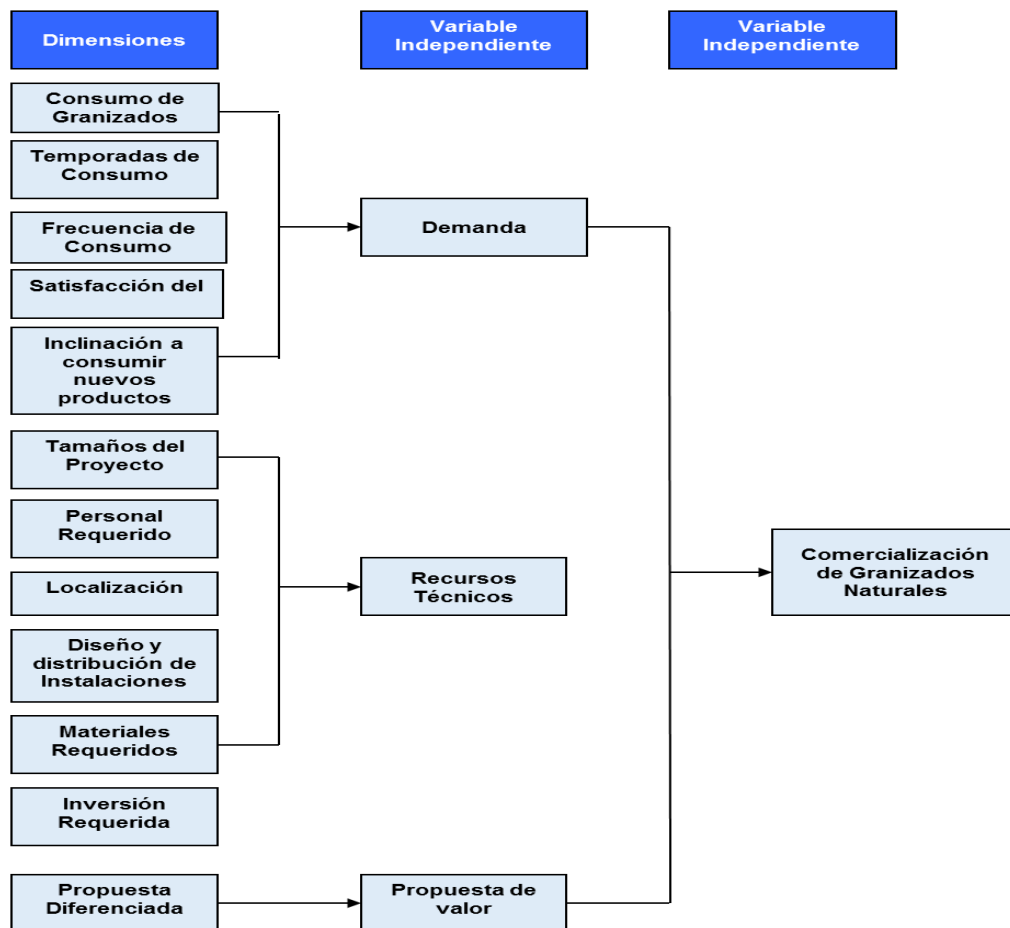 Dimensiones
Variable
Independiente
Variable
Independiente
Consumo de
Granizados
Temporadas de
Consumo
Frecuencia de
Consumo
Satisfacción del
Inclinación a
consumir
nuevos
productos
Demanda
Tamaños del
Proyecto
Personal
Requerido
Localización
Diseño y
distribución de
Instalaciones
Materiales
Requeridos
Inversión
Requerida
Recursos
Técnicos
Propuesta
Diferenciada
Propuesta de
valor
Comercialización
de Granizados
Naturales